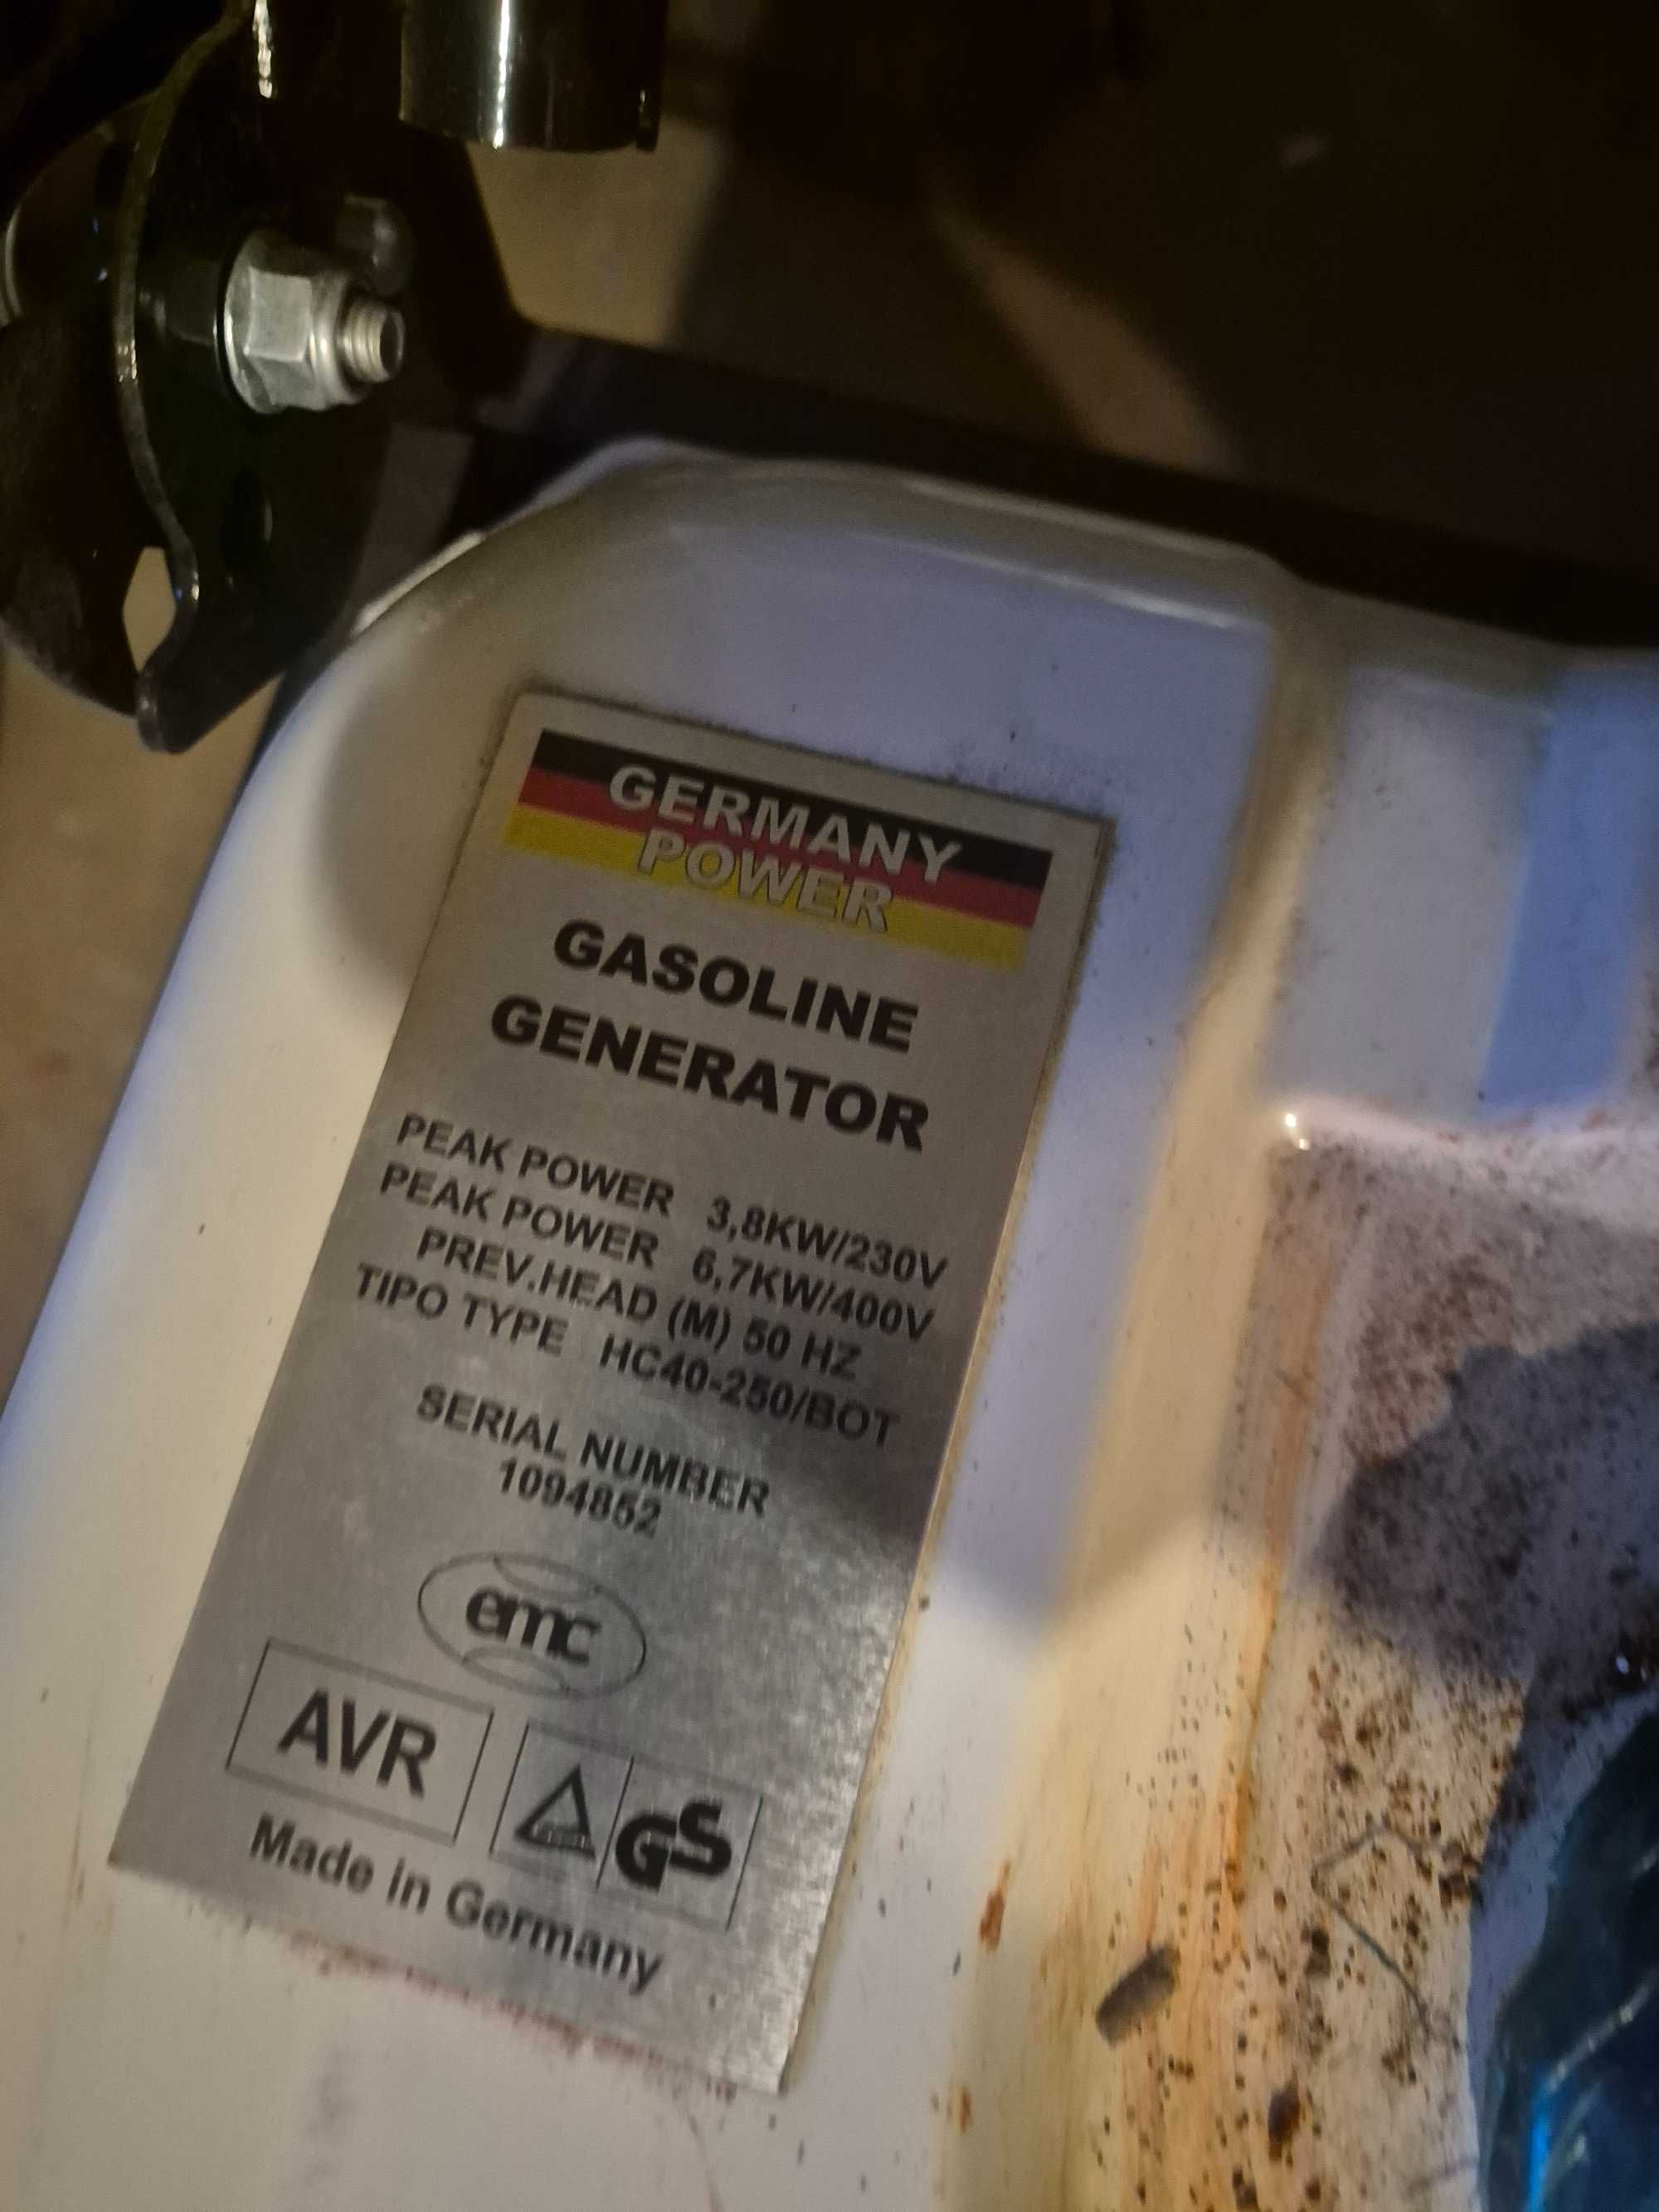 GERMANY
POWER
GASOLINE
GENERATOR
PEAK POWER 3,8KW/230V
PEAK POWER 6,7KW/400V
PREV.HEAD (M) 50 HZ
TIPO TYPE HC40-250/BOT
SERIAL NUMBER
1094852
emc
AVR
GS
Made in Germany